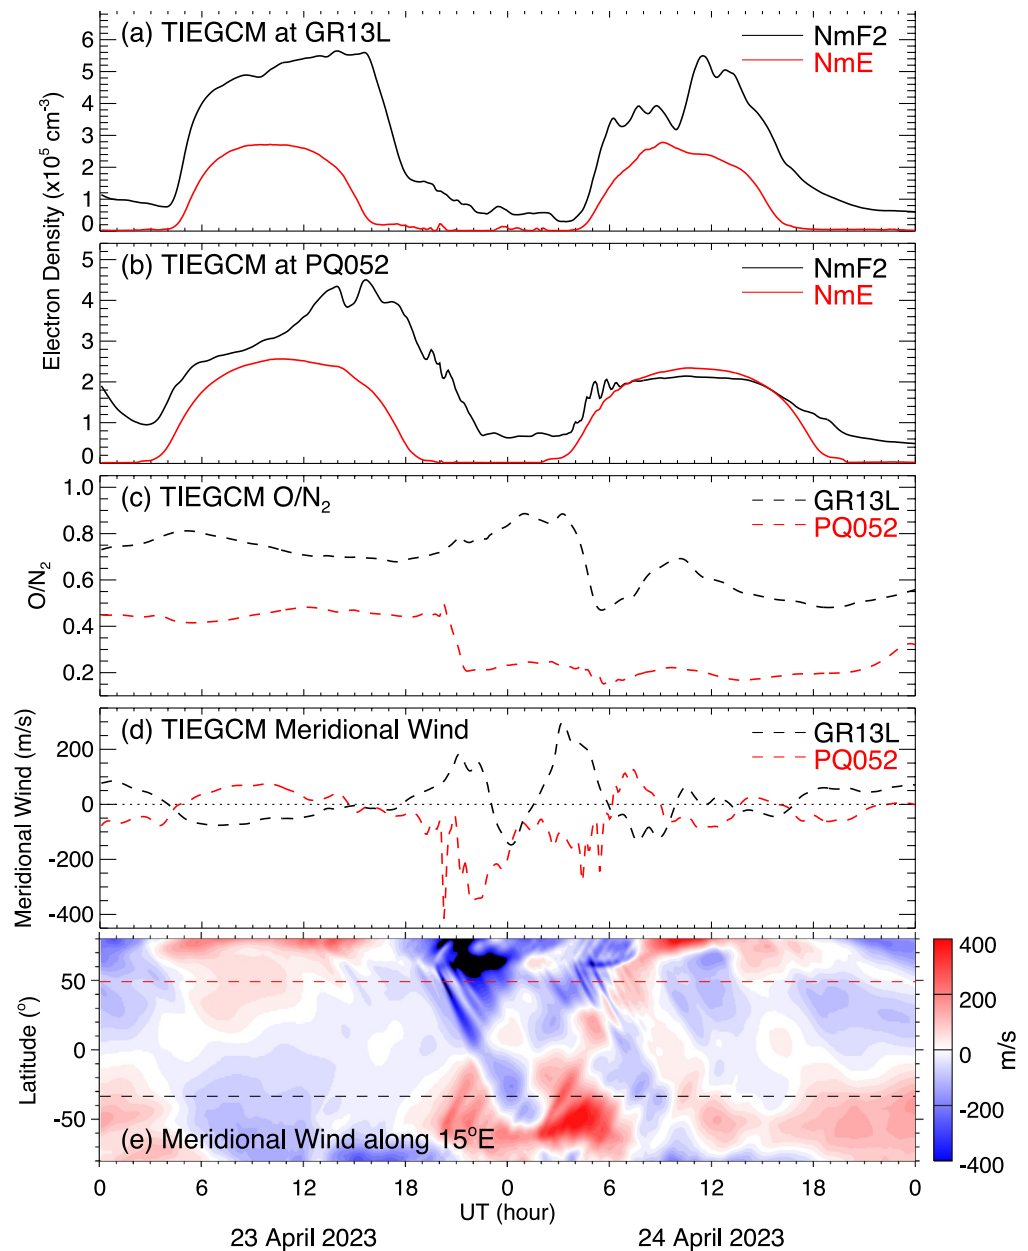 (a) TIEGCM at GR13L
NmF2
NmE
6
5
4
3
2
1
0
Electron Density (x10⁵ cm⁻³)
(b) TIEGCM at PQ052
NmF2
NmE
5
4
3
2
1
0
(c) TIEGCM O/N₂
GR13L
PQ052
1.0
0.8
0.6
0.4
0.2
O/N₂
(d) TIEGCM Meridional Wind
GR13L
PQ052
200
0
-200
-400
Meridional Wind (m/s)
50
0
-50
Latitude (°)
(e) Meridional Wind along 15°E
400
200
0
-200
-400
m/s
0 6 12 18 0 6 12 18 0
UT (hour)
23 April 2023 24 April 2023